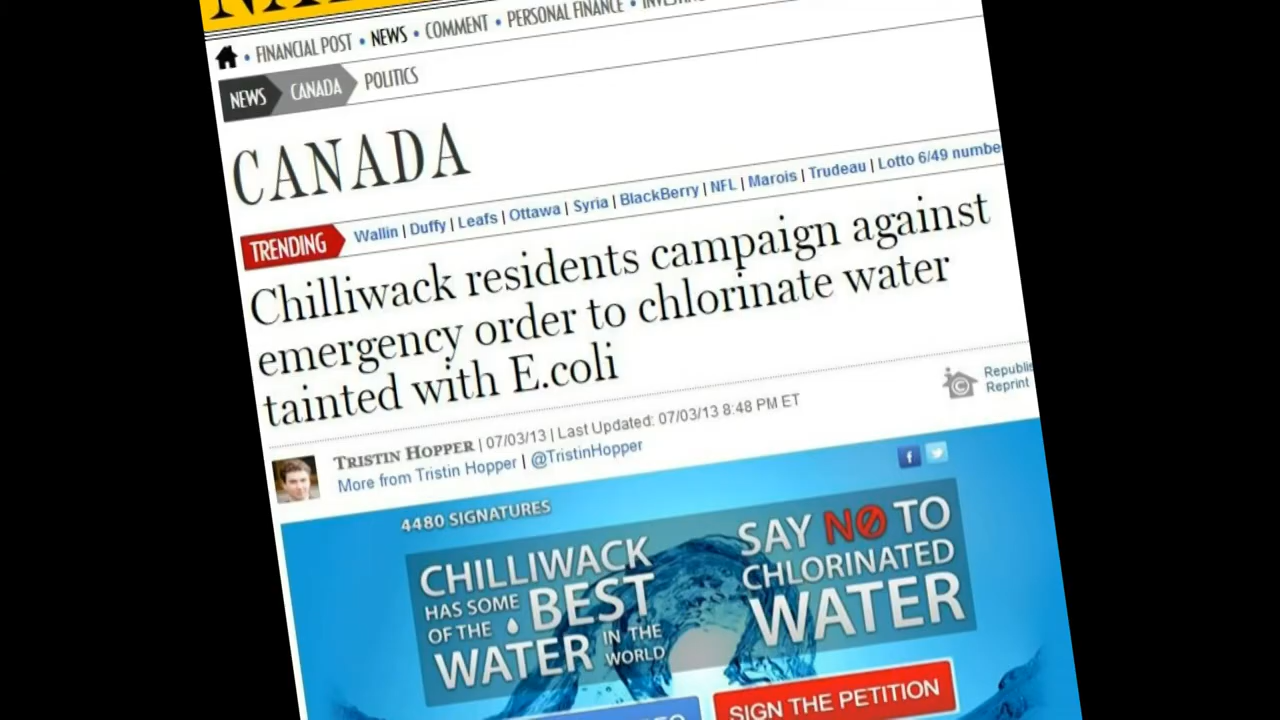 FINANCIAL POST • NEWS • COMMENT • PERSONAL FINANCE •
NEWS CANADA POLITICS
CANADA
TRENDING Wallin | Duffy | Leafs | Ottawa | Syria | BlackBerry | NFL | Marois | Trudeau | Lotto 6/49
Chilliwack residents campaign against
emergency order to chlorinate water
tainted with E.coli
TRISTIN HOPPER | 07/03/13 | Last Updated: 07/03/13 8:48 PM ET
More from Tristin Hopper | @TristinHopper
Reprint
4480 SIGNATURES
CHILLIWACK
HAS SOME
OF THE BEST
WATER IN THE
WORLD
SAY NO TO
CHLORINATED
WATER
SIGN THE PETITION